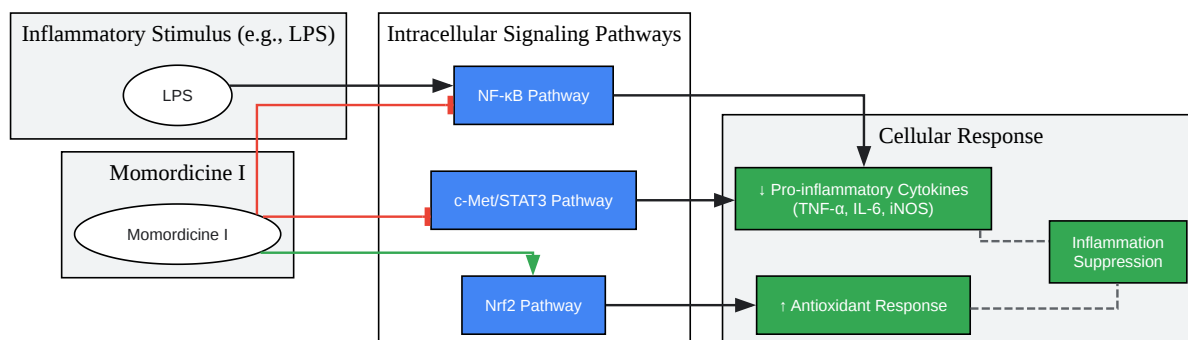 Inflammatory Stimulus (e.g., LPS)
LPS
Momordicine I
Momordicine I
Intracellular Signaling Pathways
NF-κB Pathway
c-Met/STAT3 Pathway
Nrf2 Pathway
Cellular Response
↓ Pro-inflammatory Cytokines
(TNF-α, IL-6, iNOS)
Inflammation
Suppression
↑ Antioxidant Response